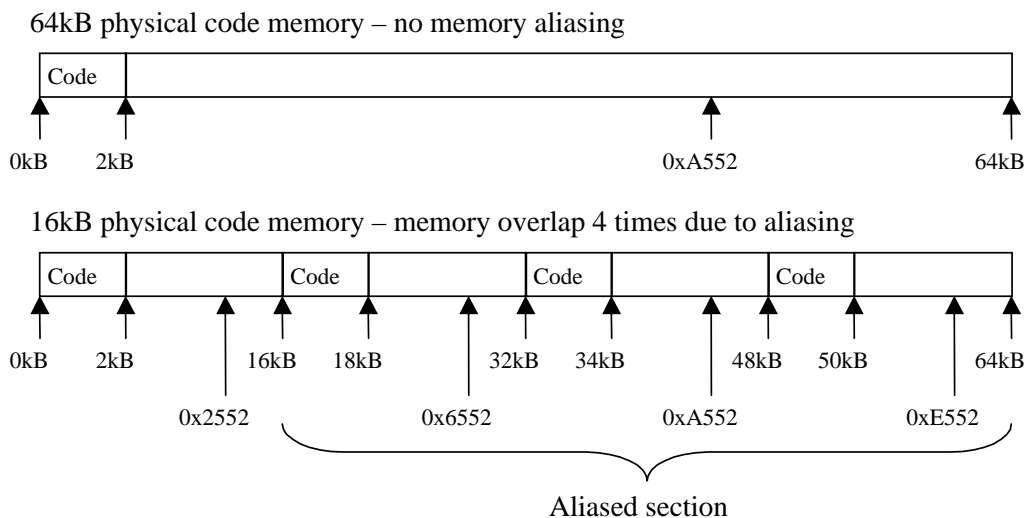 64kB physical code memory – no memory aliasing
Code
0kB 2kB 0xA552 64kB
16kB physical code memory – memory overlap 4 times due to aliasing
Code Code Code Code
0kB 2kB 16kB 18kB 32kB 34kB 48kB 50kB 64kB
0x2552 0x6552 0xA552 0xE552
Aliased section